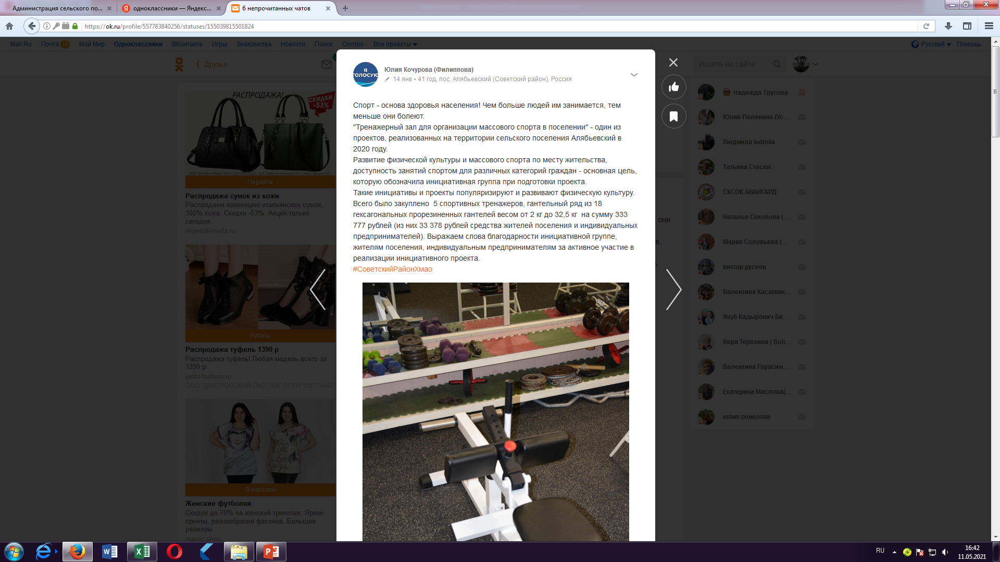 Администрация сельского по...
одноклассники — Яндекс...
6 непрочитанных чатов
https://ok.ru/profile/557783840256/statuses/155039815501824
Mail.Ru Почта 14 Мой Мир Одноклассники ВКонтакте Игры Знакомства Новости Поиск Combo Все проекты Русский Помощь
Друзья
Искать на сайте
Я ГОЛОСУЮ
Юлия Кочурова (Филиппова)
14 янв • 41 год, пос. Алябьевский (Советский район), Россия
Спорт - основа здоровья населения! Чем больше людей им занимается, тем
меньше они болеют.
"Тренажерный зал для организации массового спорта в поселении" - один из
проектов, реализованных на территории сельского поселения Алябьевский в
2020 году.
Развитие физической культуры и массового спорта по месту жительства,
доступность занятий спортом для различных категорий граждан - основная цель,
которую обозначила инициативная группа при подготовки проекта.
Такие инициативы и проекты популяризируют и развивают физическую культуру.
Всего было закуплено 5 спортивных тренажеров, гантельный ряд из 18
гексагональных прорезиненных гантелей весом от 2 кг до 32,5 кг на сумму 333
777 рублей (из них 33 378 рублей средства жителей поселения и индивидуальных
предпринимателей). Выражаем слова благодарности инициативной группе,
жителям поселения, индивидуальным предпринимателям за активное участие в
реализации инициативного проекта.
#СоветскийРайонХмао
РАСПРОДАЖА!
СКИДКИ
-53%
Перейти
Распродажа сумок из кожи
Распродаем коллекцию итальянских сумок.
100% кожа. Скидки -53%. Акция только
сегодня
imperial-moda.ru
Купить
Распродажа туфель 1390 р
Распродажа туфель! Любая модель всего за
1390 р
jardo-fashion.ru
ООО "ДМИТРОВСКИЙ ПАССАЖ" ОГРН 118774607
В магазин
Женские футболки
Скидки до 70% на женский трикотаж. Яркие
принты, разнообразие фасонов. Большие
размеры
margo.shop
они
Надежда Трусова
Юлия Пелевина (Ус...
Людмила ludmila
Татьяна Стасюк
СКСОК АВАНГАРД
Наталья Соколова (...
Мария Соловьева (...
виктор русеев
Валентина Касаткин...
Якуб Кадырович Бе...
Вера Терехина ( Бол...
Валентина Герасим...
Екатерина Маслова(...
юлия ремезова
RU
16:42
11.05.2021